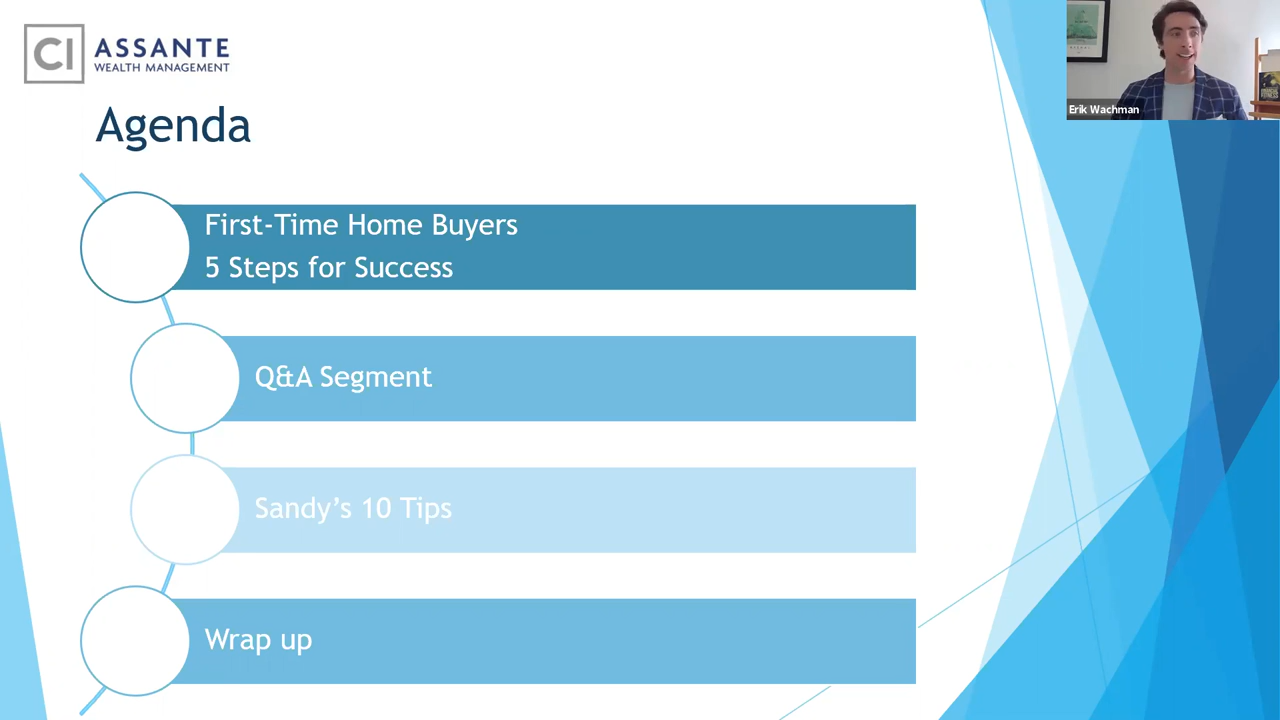 CI ASSANTE
WEALTH MANAGEMENT
Erik Wachman
Agenda
First-Time Home Buyers
5 Steps for Success
Q&A Segment
Sandy’s 10 Tips
Wrap up